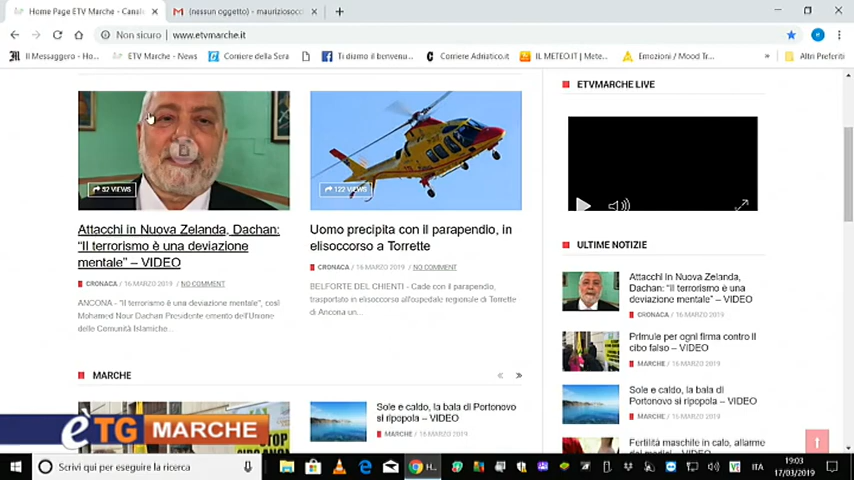 Home Page ETV Marche - Canale
(nessun oggetto) - mauriziosocci
Non sicuro
www.etvmarche.it
Il Messaggero - Ho...
ETV Marche - News
Corriere della Sera
Ti diamo il benvenu...
Corriere Adriatico.it
IL METEO.IT | Mete...
Emozioni / Mood Tr...
»
Altri Preferiti
52 VIEWS
Attacchi in Nuova Zelanda, Dachan:
“Il terrorismo è una deviazione
mentale” – VIDEO
CRONACA / 16 MARZO 2019 / NO COMMENT
ANCONA - "Il terrorismo è una deviazione mentale", così
Mohamed Nour Dachan Presidente emerito dell'Unione
delle Comunità Islamiche...
122 VIEWS
Uomo precipita con il parapendio, in
elisoccorso a Torrette
CRONACA / 16 MARZO 2019 / NO COMMENT
BELFORTE DEL CHIENTI - Cade con il parapendio,
trasportato in elisoccorso all'ospedale regionale di Torrette
di Ancona un...
ETVMARCHE LIVE
ULTIME NOTIZIE
Attacchi in Nuova Zelanda,
Dachan: “Il terrorismo è una
deviazione mentale” – VIDEO
CRONACA / 16 MARZO 2019
Primule per ogni firma contro il
cibo falso – VIDEO
MARCHE / 16 MARZO 2019
Sole e caldo, la baia di
Portonovo si ripopola – VIDEO
MARCHE / 16 MARZO 2019
Fertilità maschile in calo, allarme
dei medici – VIDEO
MARCHE
« »
STOP
CIBO ANON
Sole e caldo, la baia di Portonovo
si ripopola – VIDEO
MARCHE / 16 MARZO 2019
èTG MARCHE
Scrivi qui per eseguire la ricerca
H...
ITA
19:03
17/03/2019